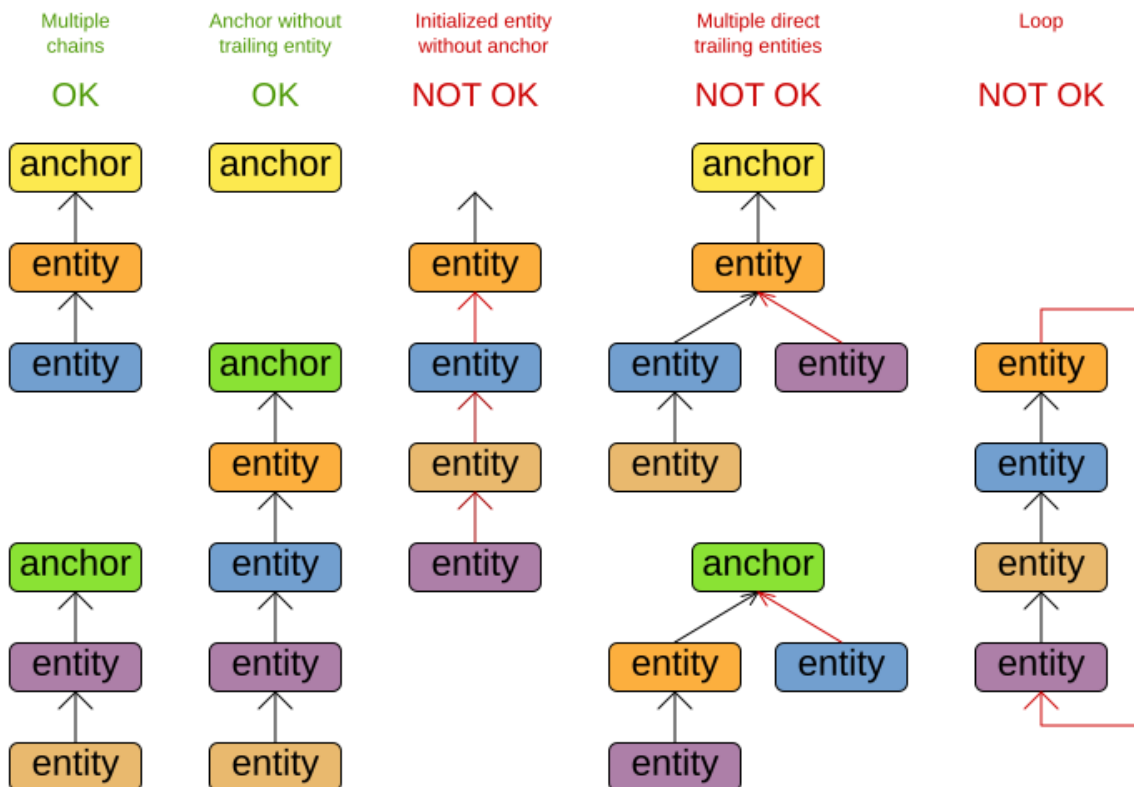 Multiple
chains
OK
anchor
entity
entity
anchor
entity
entity
Anchor without
trailing entity
OK
anchor
anchor
entity
entity
entity
entity
Initialized entity
without anchor
NOT OK
entity
entity
entity
entity
Multiple direct
trailing entities
NOT OK
anchor
entity
entity
entity
entity
anchor
entity
entity
entity
Loop
NOT OK
entity
entity
entity
entity